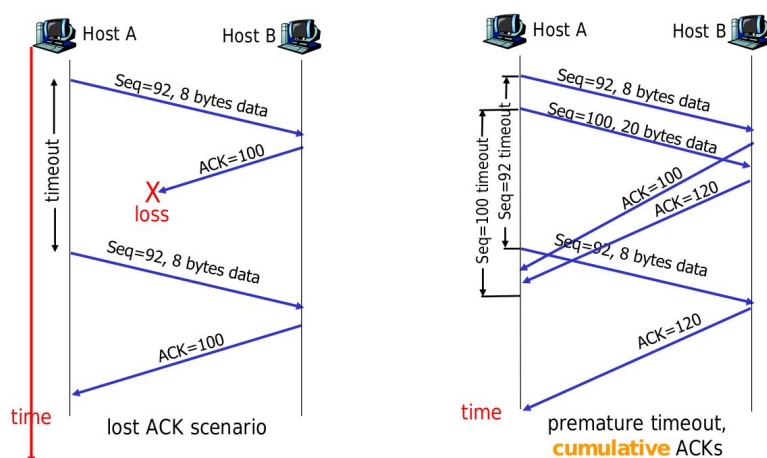 Host A
Host B
Seq=92, 8 bytes data
timeout
ACK=100
X
loss
Seq=92, 8 bytes data
ACK=100
time
lost ACK scenario
Host A
Host B
Seq=92, 8 bytes data
Seq=100, 20 bytes data
Seq=100 timeout
Seq=92 timeout
ACK=100
ACK=120
Seq=92, 8 bytes data
ACK=120
time
premature timeout,
cumulative ACKs